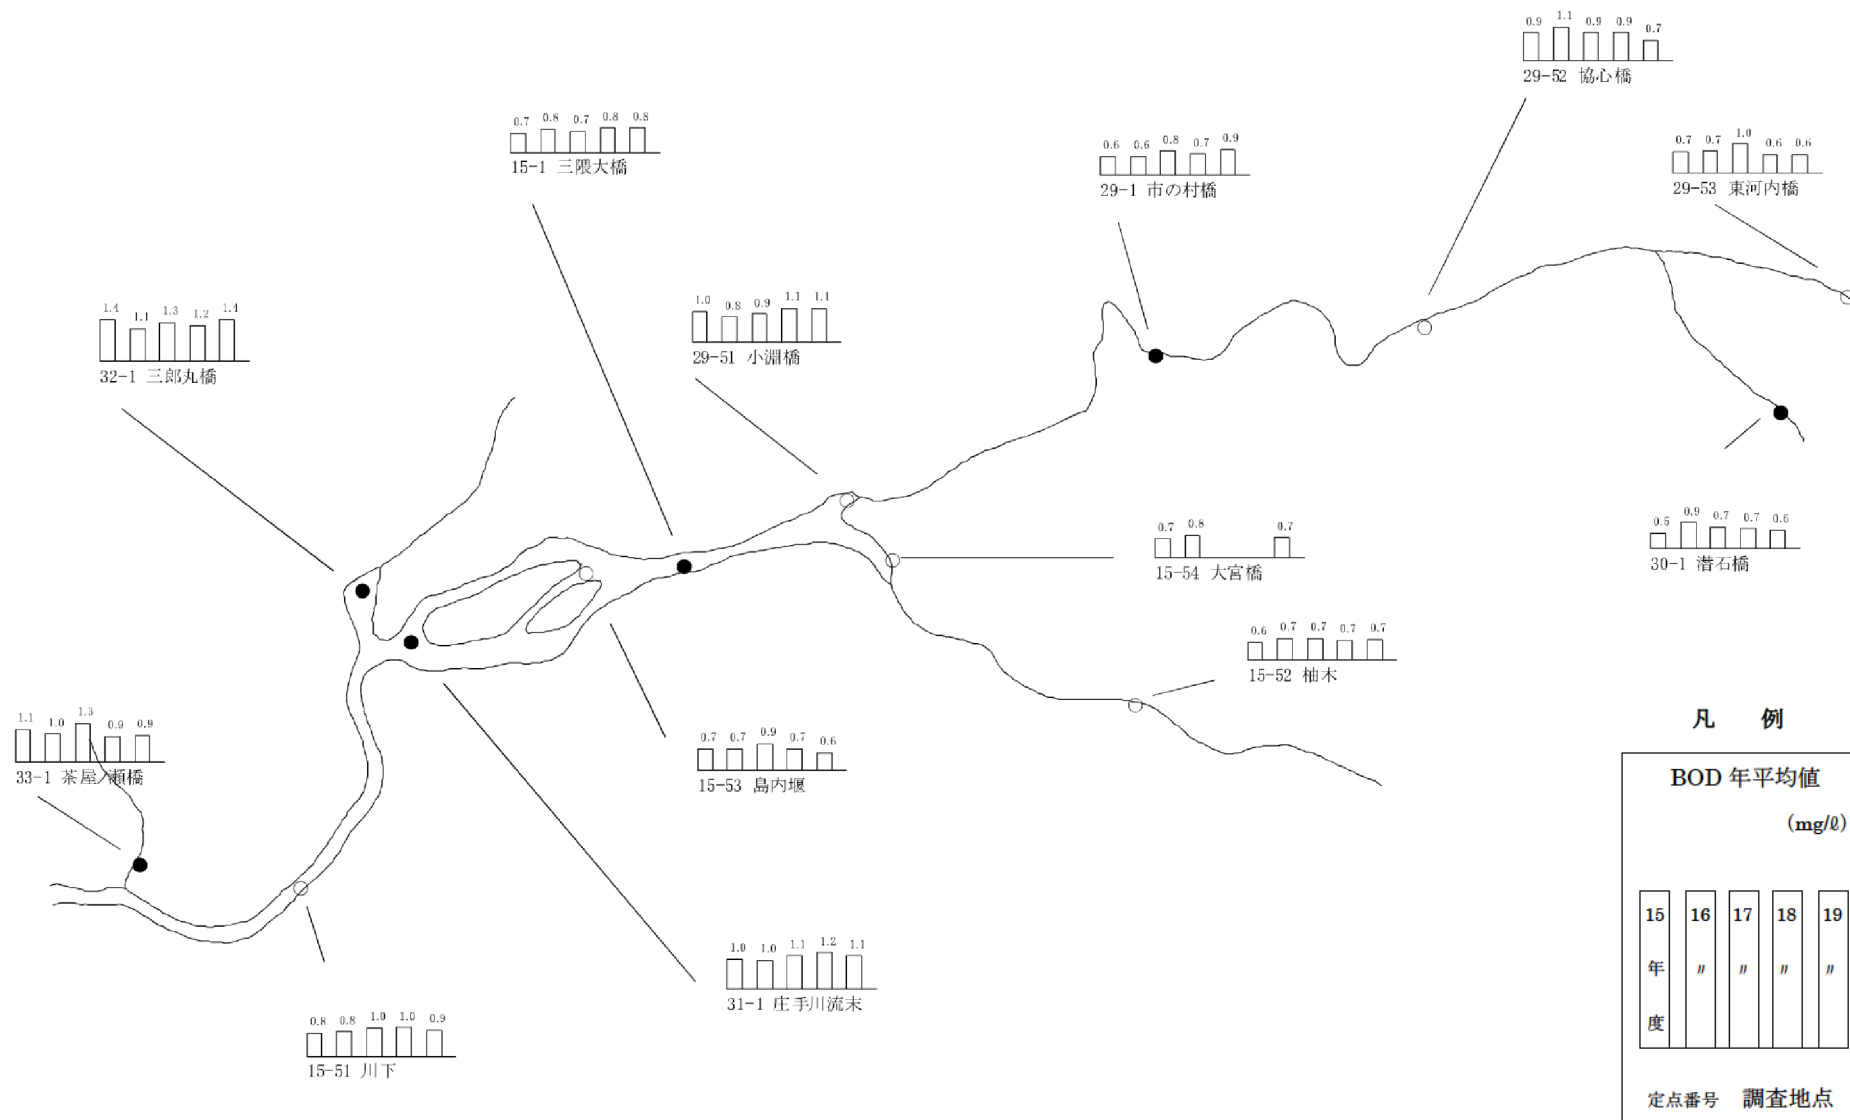 0.9 1.1 0.9 0.9 0.7
29-52 協心橋
0.7 0.8 0.7 0.8 0.8
15-1 三隈大橋
0.6 0.6 0.8 0.7 0.9
29-1 市の村橋
0.7 0.7 1.0 0.6 0.6
29-53 東河内橋
1.4 1.1 1.3 1.2 1.4
32-1 三郎丸橋
1.0 0.8 0.9 1.1 1.1
29-51 小淵橋
0.7 0.8 0.7
15-54 大宮橋
0.5 0.9 0.7 0.7 0.6
30-1 潜石橋
0.6 0.7 0.7 0.7 0.7
15-52 柚木
1.1 1.0 1.3 0.9 0.9
33-1 茶屋ノ瀬橋
0.7 0.7 0.9 0.7 0.6
15-53 島内堰
1.0 1.0 1.1 1.2 1.1
31-1 庄手川流末
0.8 0.8 1.0 1.0 0.9
15-51 川下
凡 例
BOD 年平均値
(mg/ℓ)
15 16 17 18 19
年 〃 〃 〃 〃
度
定点番号 調査地点